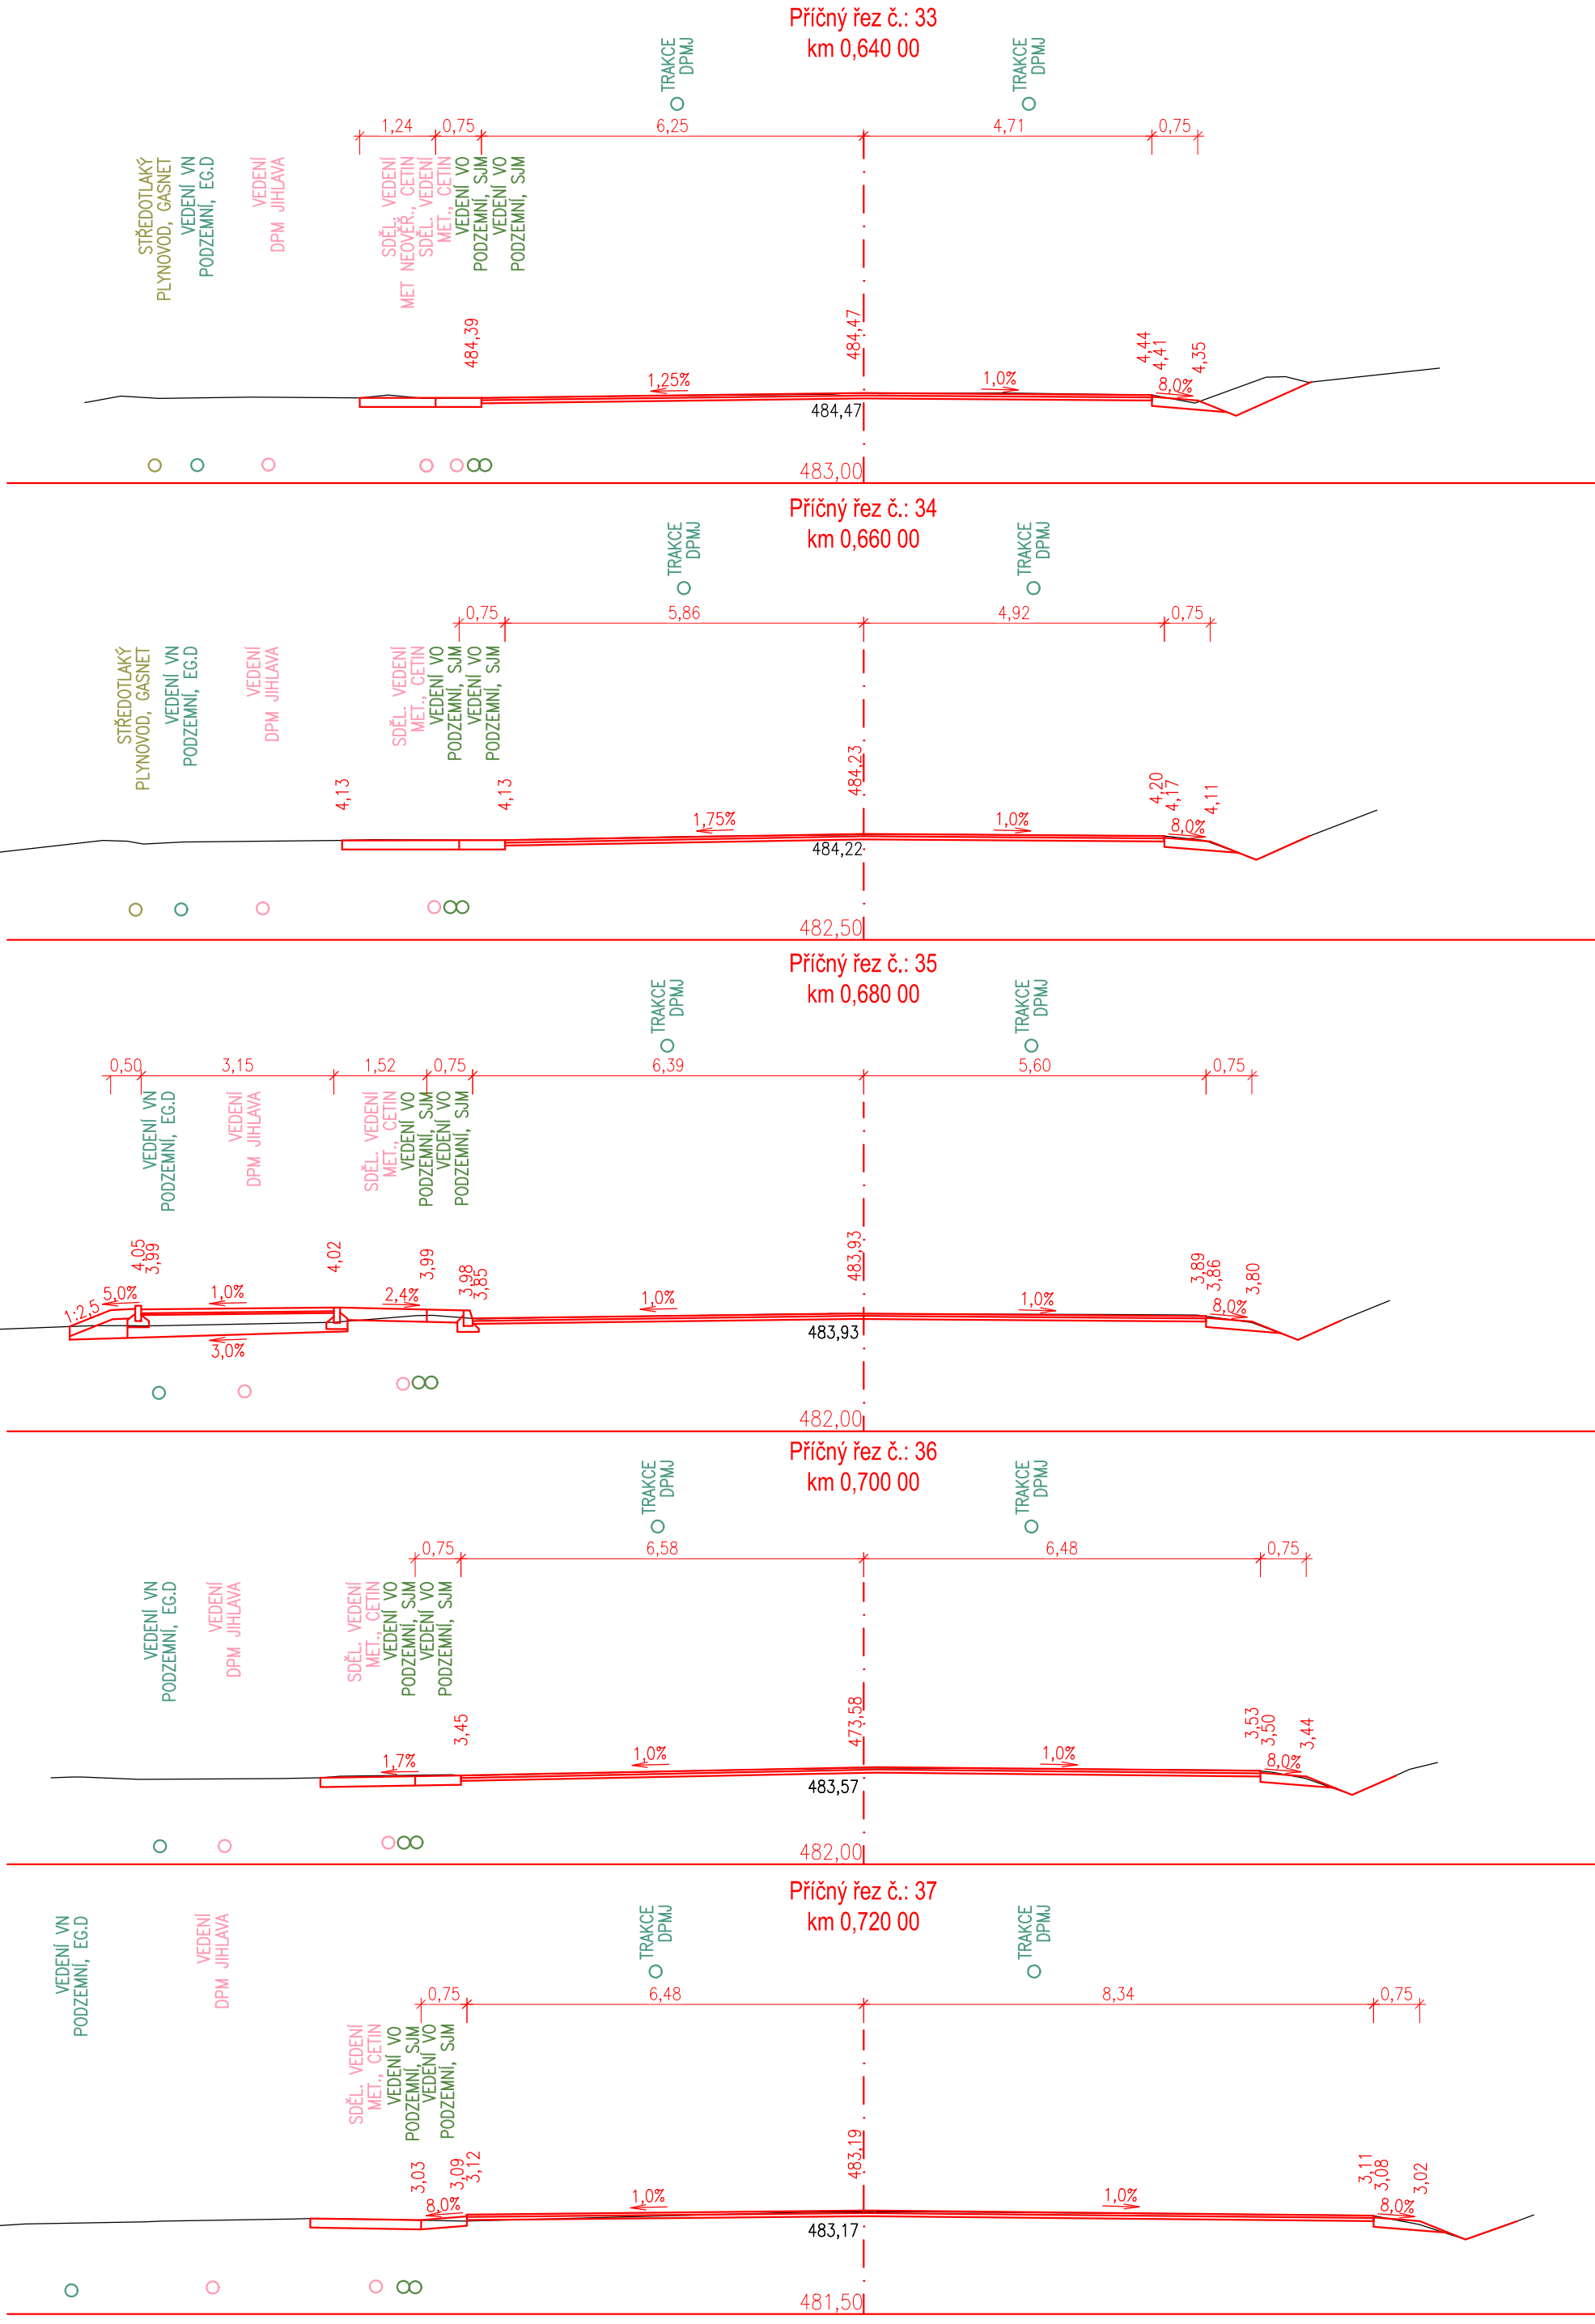 Příčný řez č.: 33
km 0,640 00
TRAKCE
DPMJ
TRAKCE
DPMJ
1,24
0,75
6,25
4,71
0,75
STŘEDOTLAKÝ
PLYNOVOD, GASNET
VEDENÍ VN
PODZEMNÍ, EG.D
VEDENÍ
DPM JIHLAVA
SDĚL. VEDENÍ
MET NEOVĚR., CETIN
SDĚL. VEDENÍ
MET., CETIN
VEDENÍ VO
PODZEMNÍ, SJM
VEDENÍ VO
PODZEMNÍ, SJM
484,39
484,47
4,44
4,41
4,35
1,25%
1,0%
8,0%
484,47
483,00
Příčný řez č.: 34
km 0,660 00
TRAKCE
DPMJ
TRAKCE
DPMJ
0,75
5,86
4,92
0,75
STŘEDOTLAKÝ
PLYNOVOD, GASNET
VEDENÍ VN
PODZEMNÍ, EG.D
VEDENÍ
DPM JIHLAVA
SDĚL. VEDENÍ
MET., CETIN
VEDENÍ VO
PODZEMNÍ, SJM
VEDENÍ VO
PODZEMNÍ, SJM
4,13
4,13
484,23
4,20
4,17
4,11
1,75%
1,0%
8,0%
484,22
482,50
Příčný řez č.: 35
km 0,680 00
TRAKCE
DPMJ
TRAKCE
DPMJ
0,50
3,15
1,52
0,75
6,39
5,60
0,75
VEDENÍ VN
PODZEMNÍ, EG.D
VEDENÍ
DPM JIHLAVA
SDĚL. VEDENÍ
MET., CETIN
VEDENÍ VO
PODZEMNÍ, SJM
VEDENÍ VO
PODZEMNÍ, SJM
4,05
3,99
4,02
3,99
3,98
3,85
483,93
3,89
3,86
3,80
1:2,5
5,0%
1,0%
2,4%
1,0%
1,0%
8,0%
3,0%
483,93
482,00
Příčný řez č.: 36
km 0,700 00
TRAKCE
DPMJ
TRAKCE
DPMJ
0,75
6,58
6,48
0,75
VEDENÍ VN
PODZEMNÍ, EG.D
VEDENÍ
DPM JIHLAVA
SDĚL. VEDENÍ
MET., CETIN
VEDENÍ VO
PODZEMNÍ, SJM
VEDENÍ VO
PODZEMNÍ, SJM
3,45
473,58
3,53
3,50
3,44
1,7%
1,0%
1,0%
8,0%
483,57
482,00
Příčný řez č.: 37
km 0,720 00
VEDENÍ VN
PODZEMNÍ, EG.D
VEDENÍ
DPM JIHLAVA
TRAKCE
DPMJ
TRAKCE
DPMJ
0,75
6,48
8,34
0,75
SDĚL. VEDENÍ
MET., CETIN
VEDENÍ VO
PODZEMNÍ, SJM
VEDENÍ VO
PODZEMNÍ, SJM
3,03
3,09
3,12
483,19
3,11
3,08
3,02
8,0%
1,0%
1,0%
8,0%
483,17
481,50